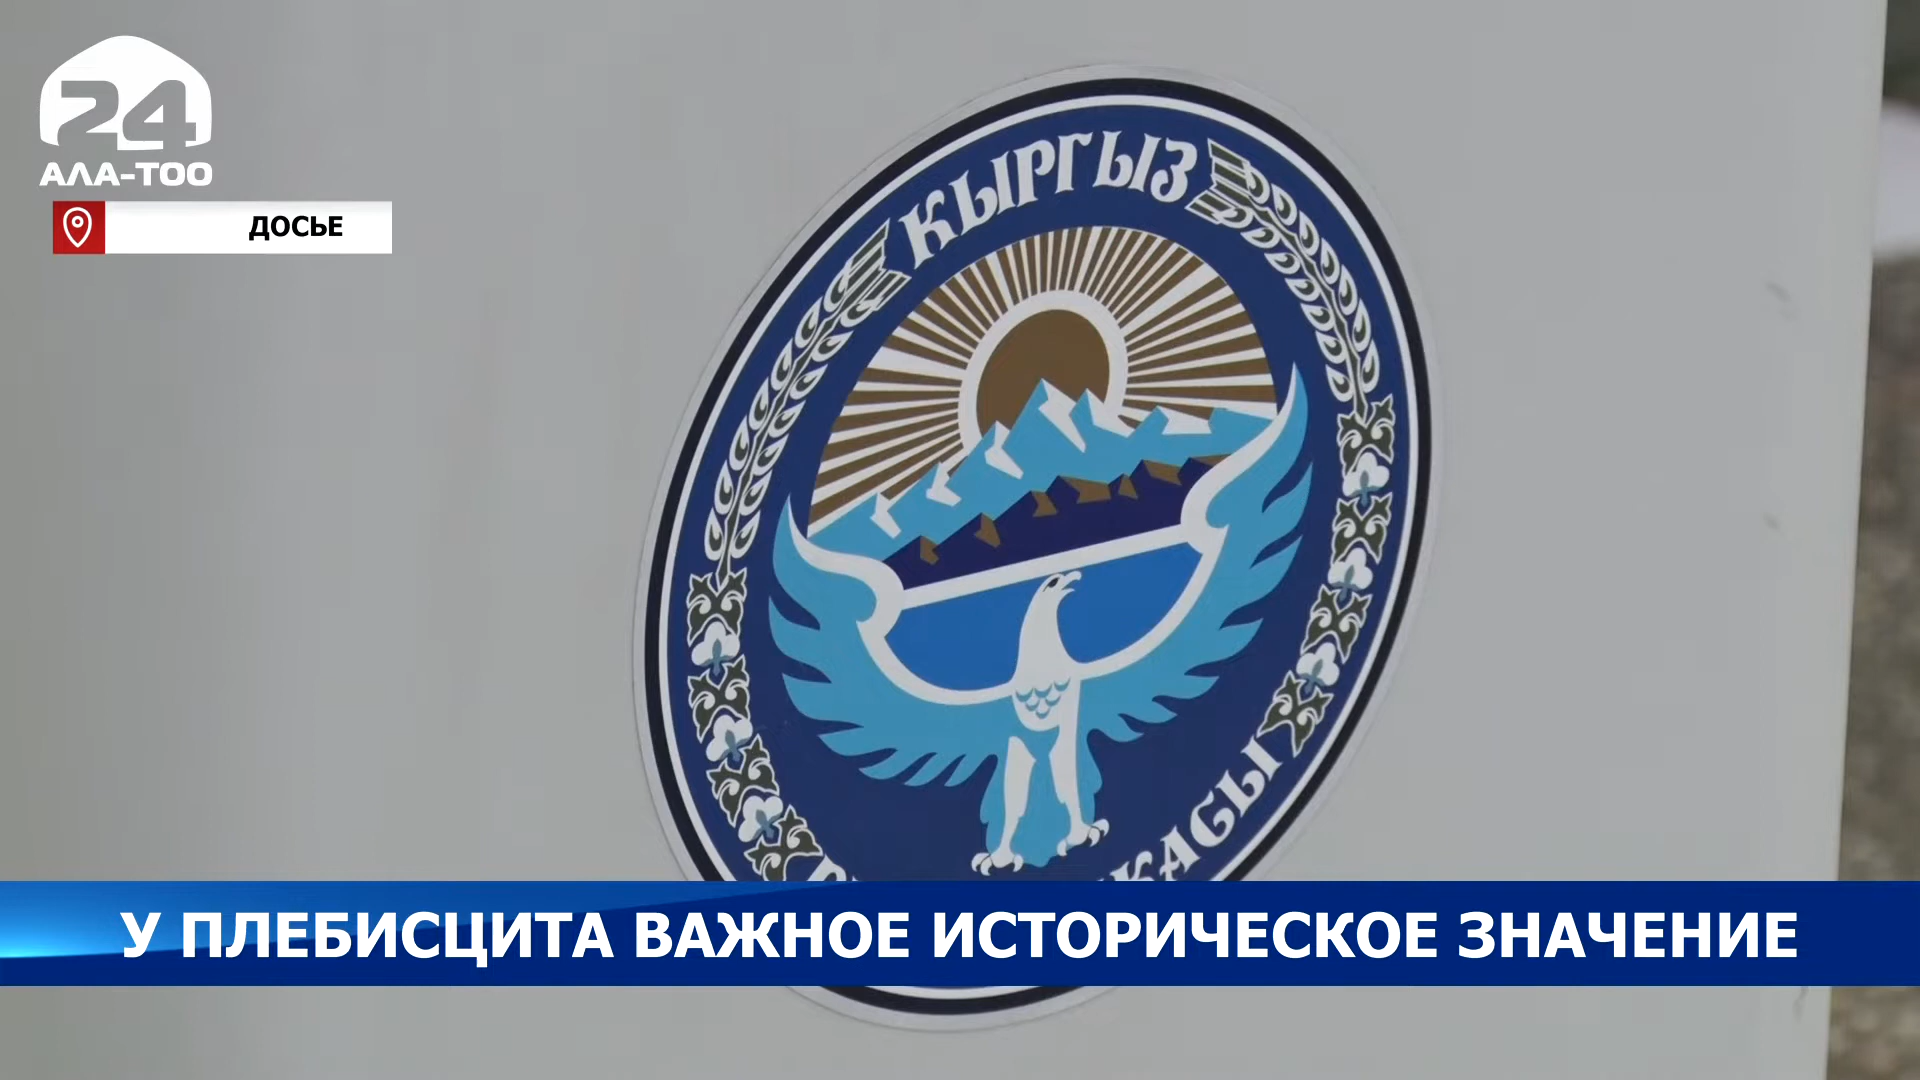 24
АЛА-ТОО
ДОСЬЕ
КЫРГЫЗ
У ПЛЕБИСЦИТА ВАЖНОЕ ИСТОРИЧЕСКОЕ ЗНАЧЕНИЕ